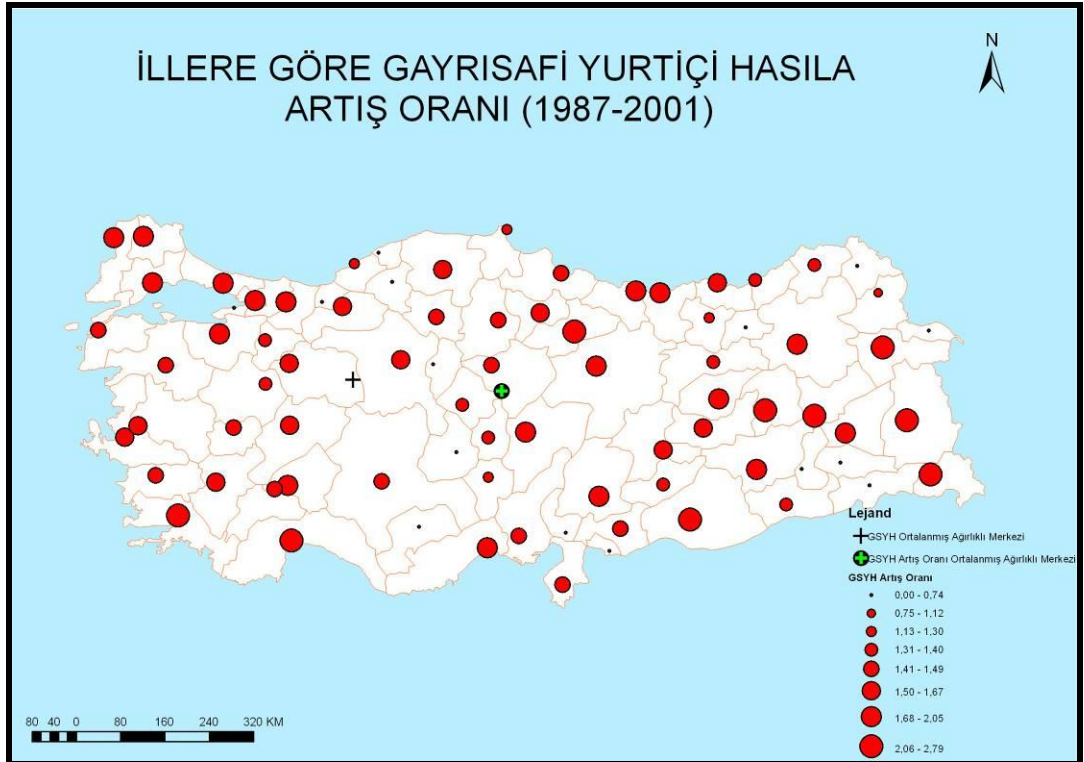 İLLERE GÖRE GAYRISAFİ YURTİÇİ HASILA
ARTIŞ ORANI (1987-2001)
N
Lejand
GSYH Ortalanmış Ağırlıklı Merkezi
GSYH Artış Oranı Ortalanmış Ağırlıklı Merkezi
GSYH Artış Oranı
0,00 - 0,74
0,75 - 1,12
1,13 - 1,30
1,31 - 1,40
1,41 - 1,49
1,50 - 1,67
1,68 - 2,05
2,06 - 2,79
80 40 0 80 160 240 320 KM